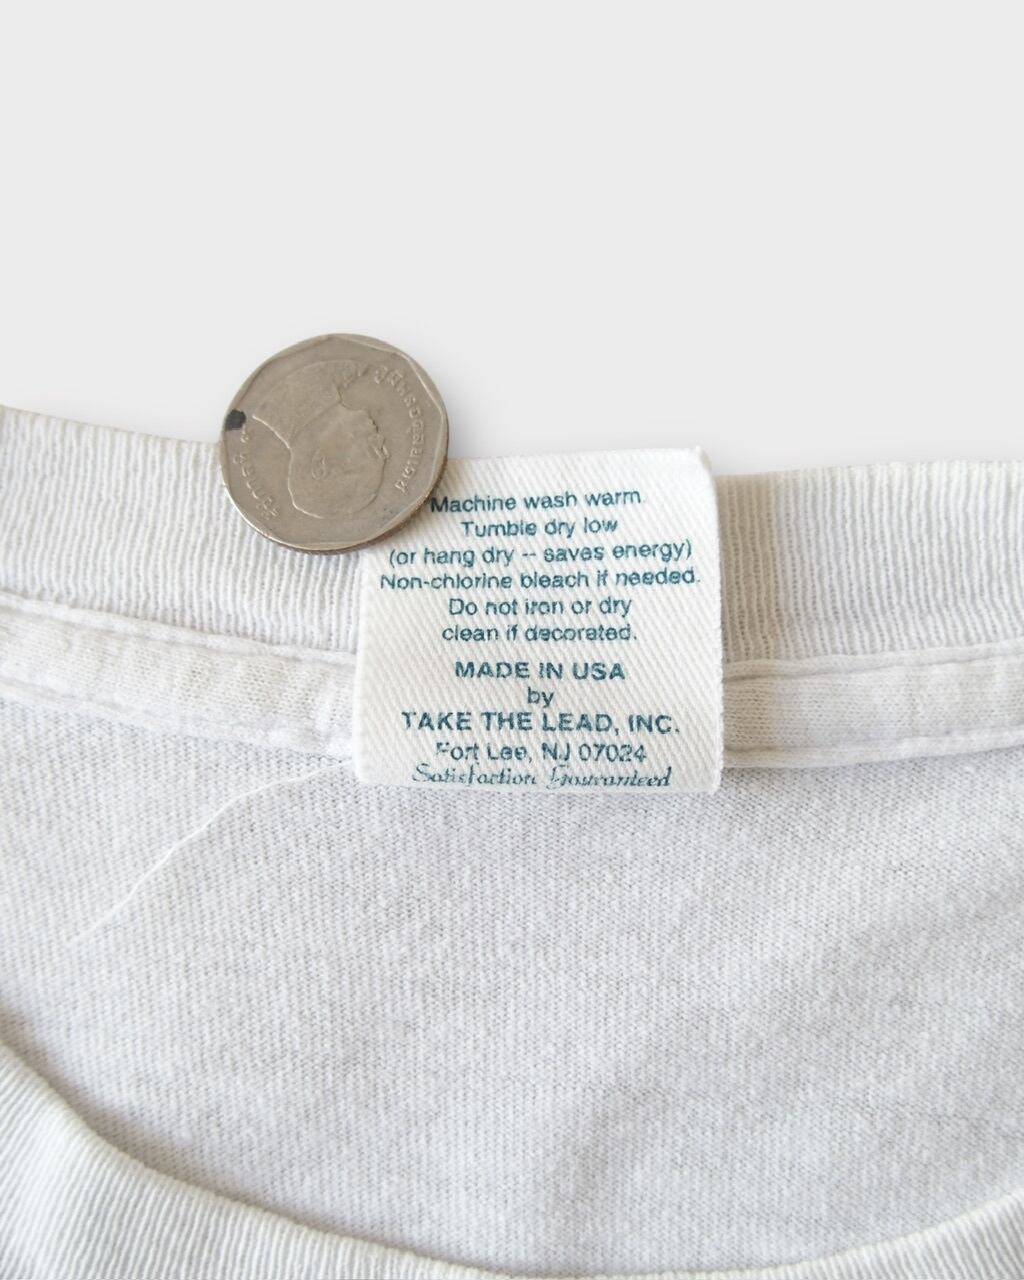 Machine wash warm.
Tumble dry low
(or hang dry -- saves energy)
Non-chlorine bleach if needed.
Do not iron or dry
clean if decorated.
MADE IN USA
by
TAKE THE LEAD, INC.
Fort Lee, NJ 07024
Satisfaction Guaranteed